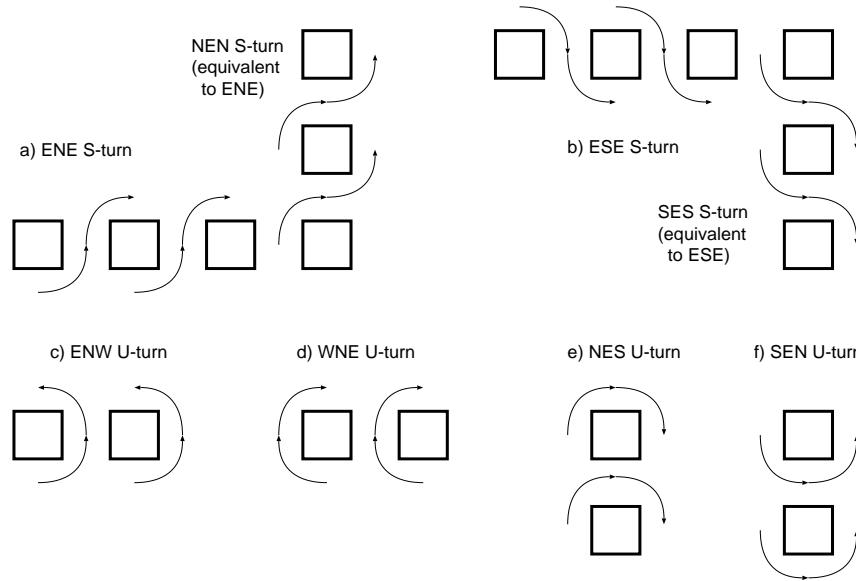 NEN S-turn
(equivalent
to ENE)
a) ENE S-turn
b) ESE S-turn
SES S-turn
(equivalent
to ESE)
c) ENW U-turn
d) WNE U-turn
e) NES U-turn
f) SEN U-turn